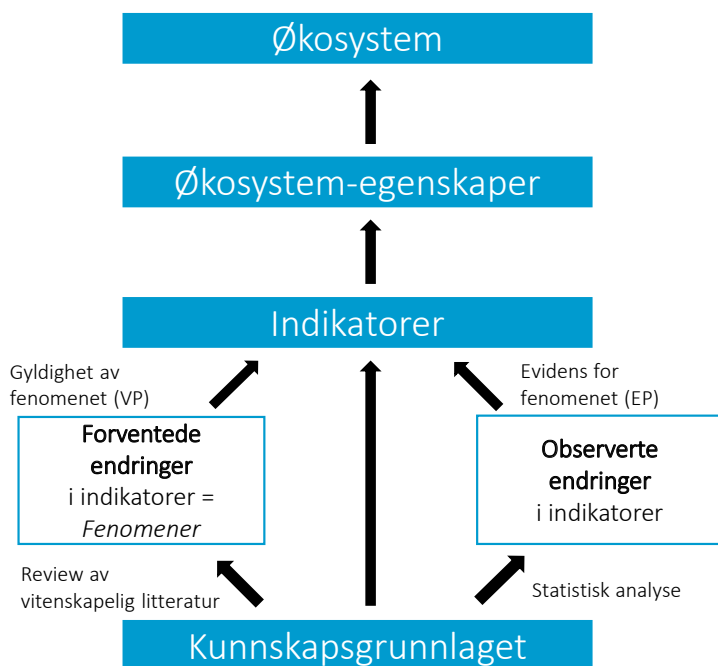 Økosystem
Økosystem-egenskaper
Indikatorer
Gyldighet av
fenomenet (VP)
Evidens for
fenomenet (EP)
Forventede
endringer
i indikatorer =
Fenomener
Observerte
endringer
i indikatorer
Review av
vitenskapelig litteratur
Statistisk analyse
Kunnskapsgrunnlaget